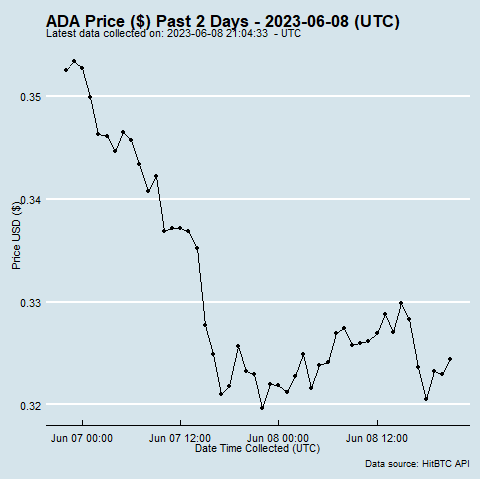 ADA Price ($) Past 2 Days - 2023-06-08 (UTC)
Latest data collected on: 2023-06-08 21:04:33 - UTC
0.35
0.34
0.33
0.32
Price USD ($)
Jun 07 00:00 Jun 07 12:00 Jun 08 00:00 Jun 08 12:00
Date Time Collected (UTC)
Data source: HitBTC API